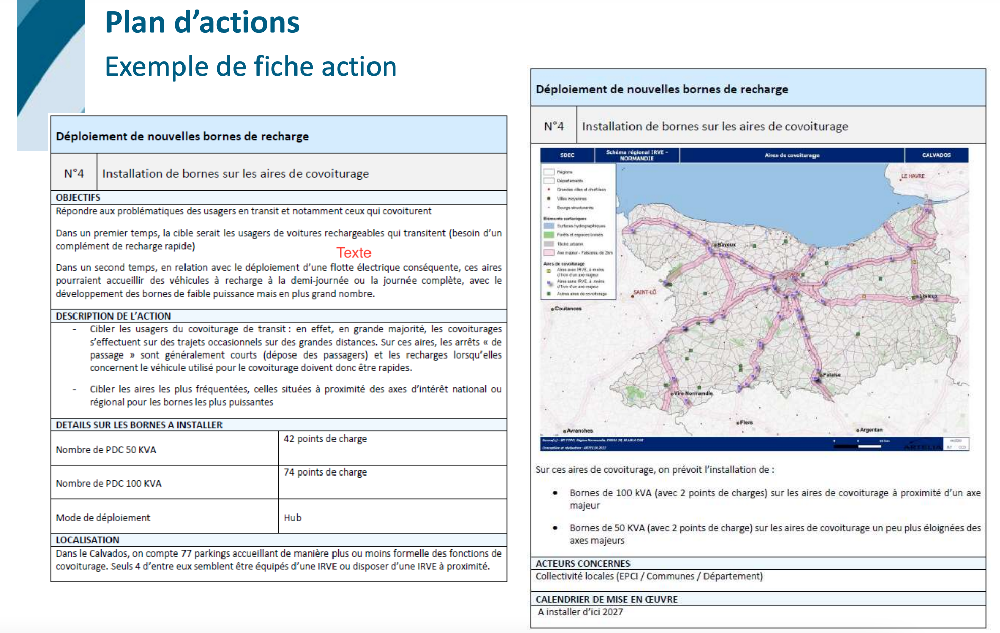 Plan d’actions
Exemple de fiche action
Déploiement de nouvelles bornes de recharge
N°4 Installation de bornes sur les aires de covoiturage
OBJECTIFS
Répondre aux problématiques des usagers en transit et notamment ceux qui covoiturent
Dans un premier temps, la cible serait les usagers de voitures rechargeables qui transitent (besoin d’un
complément de recharge rapide)
Texte
Dans un second temps, en relation avec le déploiement d’une flotte électrique conséquente, ces aires
pourraient accueillir des véhicules à recharge à la demi-journée ou la journée complète, avec le
développement des bornes de faible puissance mais en plus grand nombre.
DESCRIPTION DE L’ACTION
- Cibler les usagers du covoiturage de transit : en effet, en grande majorité, les covoiturages
s’effectuent sur des trajets occasionnels sur des grandes distances. Sur ces aires, les arrêts « de
passage » sont généralement courts (dépose des passagers) et les recharges lorsqu’elles
concernent le véhicule utilisé pour le covoiturage doivent donc être rapides.
- Cibler les aires les plus fréquentées, celles situées à proximité des axes d’intérêt national ou
régional pour les bornes les plus puissantes
DETAILS SUR LES BORNES A INSTALLER
Nombre de PDC 50 KVA 42 points de charge
Nombre de PDC 100 KVA 74 points de charge
Mode de déploiement Hub
LOCALISATION
Dans le Calvados, on compte 77 parkings accueillant de manière plus ou moins formelle des fonctions de
covoiturage. Seuls 4 d’entre eux semblent être équipés d’une IRVE ou disposer d’une IRVE à proximité.
Déploiement de nouvelles bornes de recharge
N°4 Installation de bornes sur les aires de covoiturage
SDEC
Schéma régional IRVE -
NORMANDIE
Aires de covoiturage
CALVADOS
Régions
Départements
Grandes villes et chef-lieux
Villes moyennes
Bourgs structurants
Eléments surfaciques
Surfaces hydrographiques
Forêts et espaces boisés
Tâche urbaine
Axe majeur - Faisceau de 2km
Aires de covoiturage
Aires avec IRVE, à moins
d'1km d'un axe majeur
Aires sans IRVE, à moins
d'1km d'un axe majeur
Autres aires de covoiturage
LE HAVRE
Bayeux
CAEN
SAINT-LÔ
Lisieux
Coutances
Falaise
Vire Normandie
Flers
Avranches
Argentan
Conception et réalisation : ARTELIA 2022
ARTELIA
Sur ces aires de covoiturage, on prévoit l’installation de :
• Bornes de 100 kVA (avec 2 points de charges) sur les aires de covoiturage à proximité d’un axe
majeur
• Bornes de 50 KVA (avec 2 points de charge) sur les aires de covoiturage un peu plus éloignées des
axes majeurs
ACTEURS CONCERNES
Collectivité locales (EPCI / Communes / Département)
CALENDRIER DE MISE EN ŒUVRE
A installer d’ici 2027